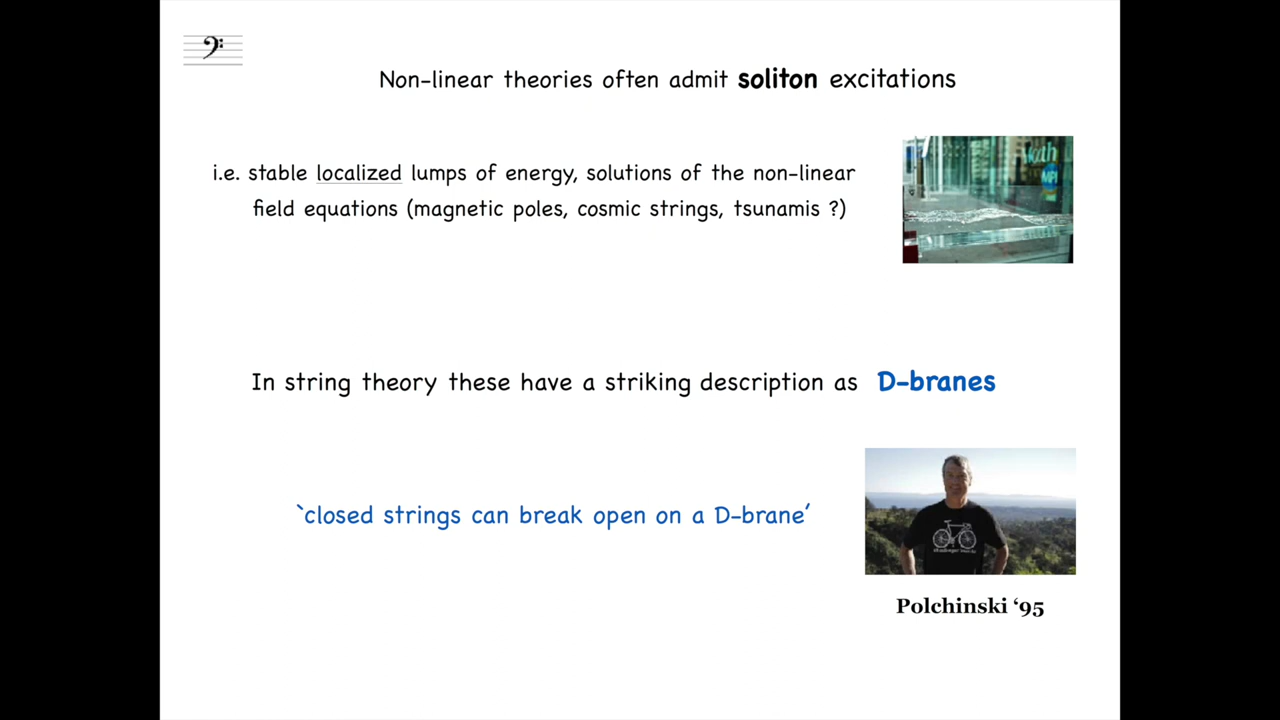 Non-linear theories often admit soliton excitations
i.e. stable localized lumps of energy, solutions of the non-linear
field equations (magnetic poles, cosmic strings, tsunamis ?)
In string theory these have a striking description as D-branes
`closed strings can break open on a D-brane'
Polchinski ‘95